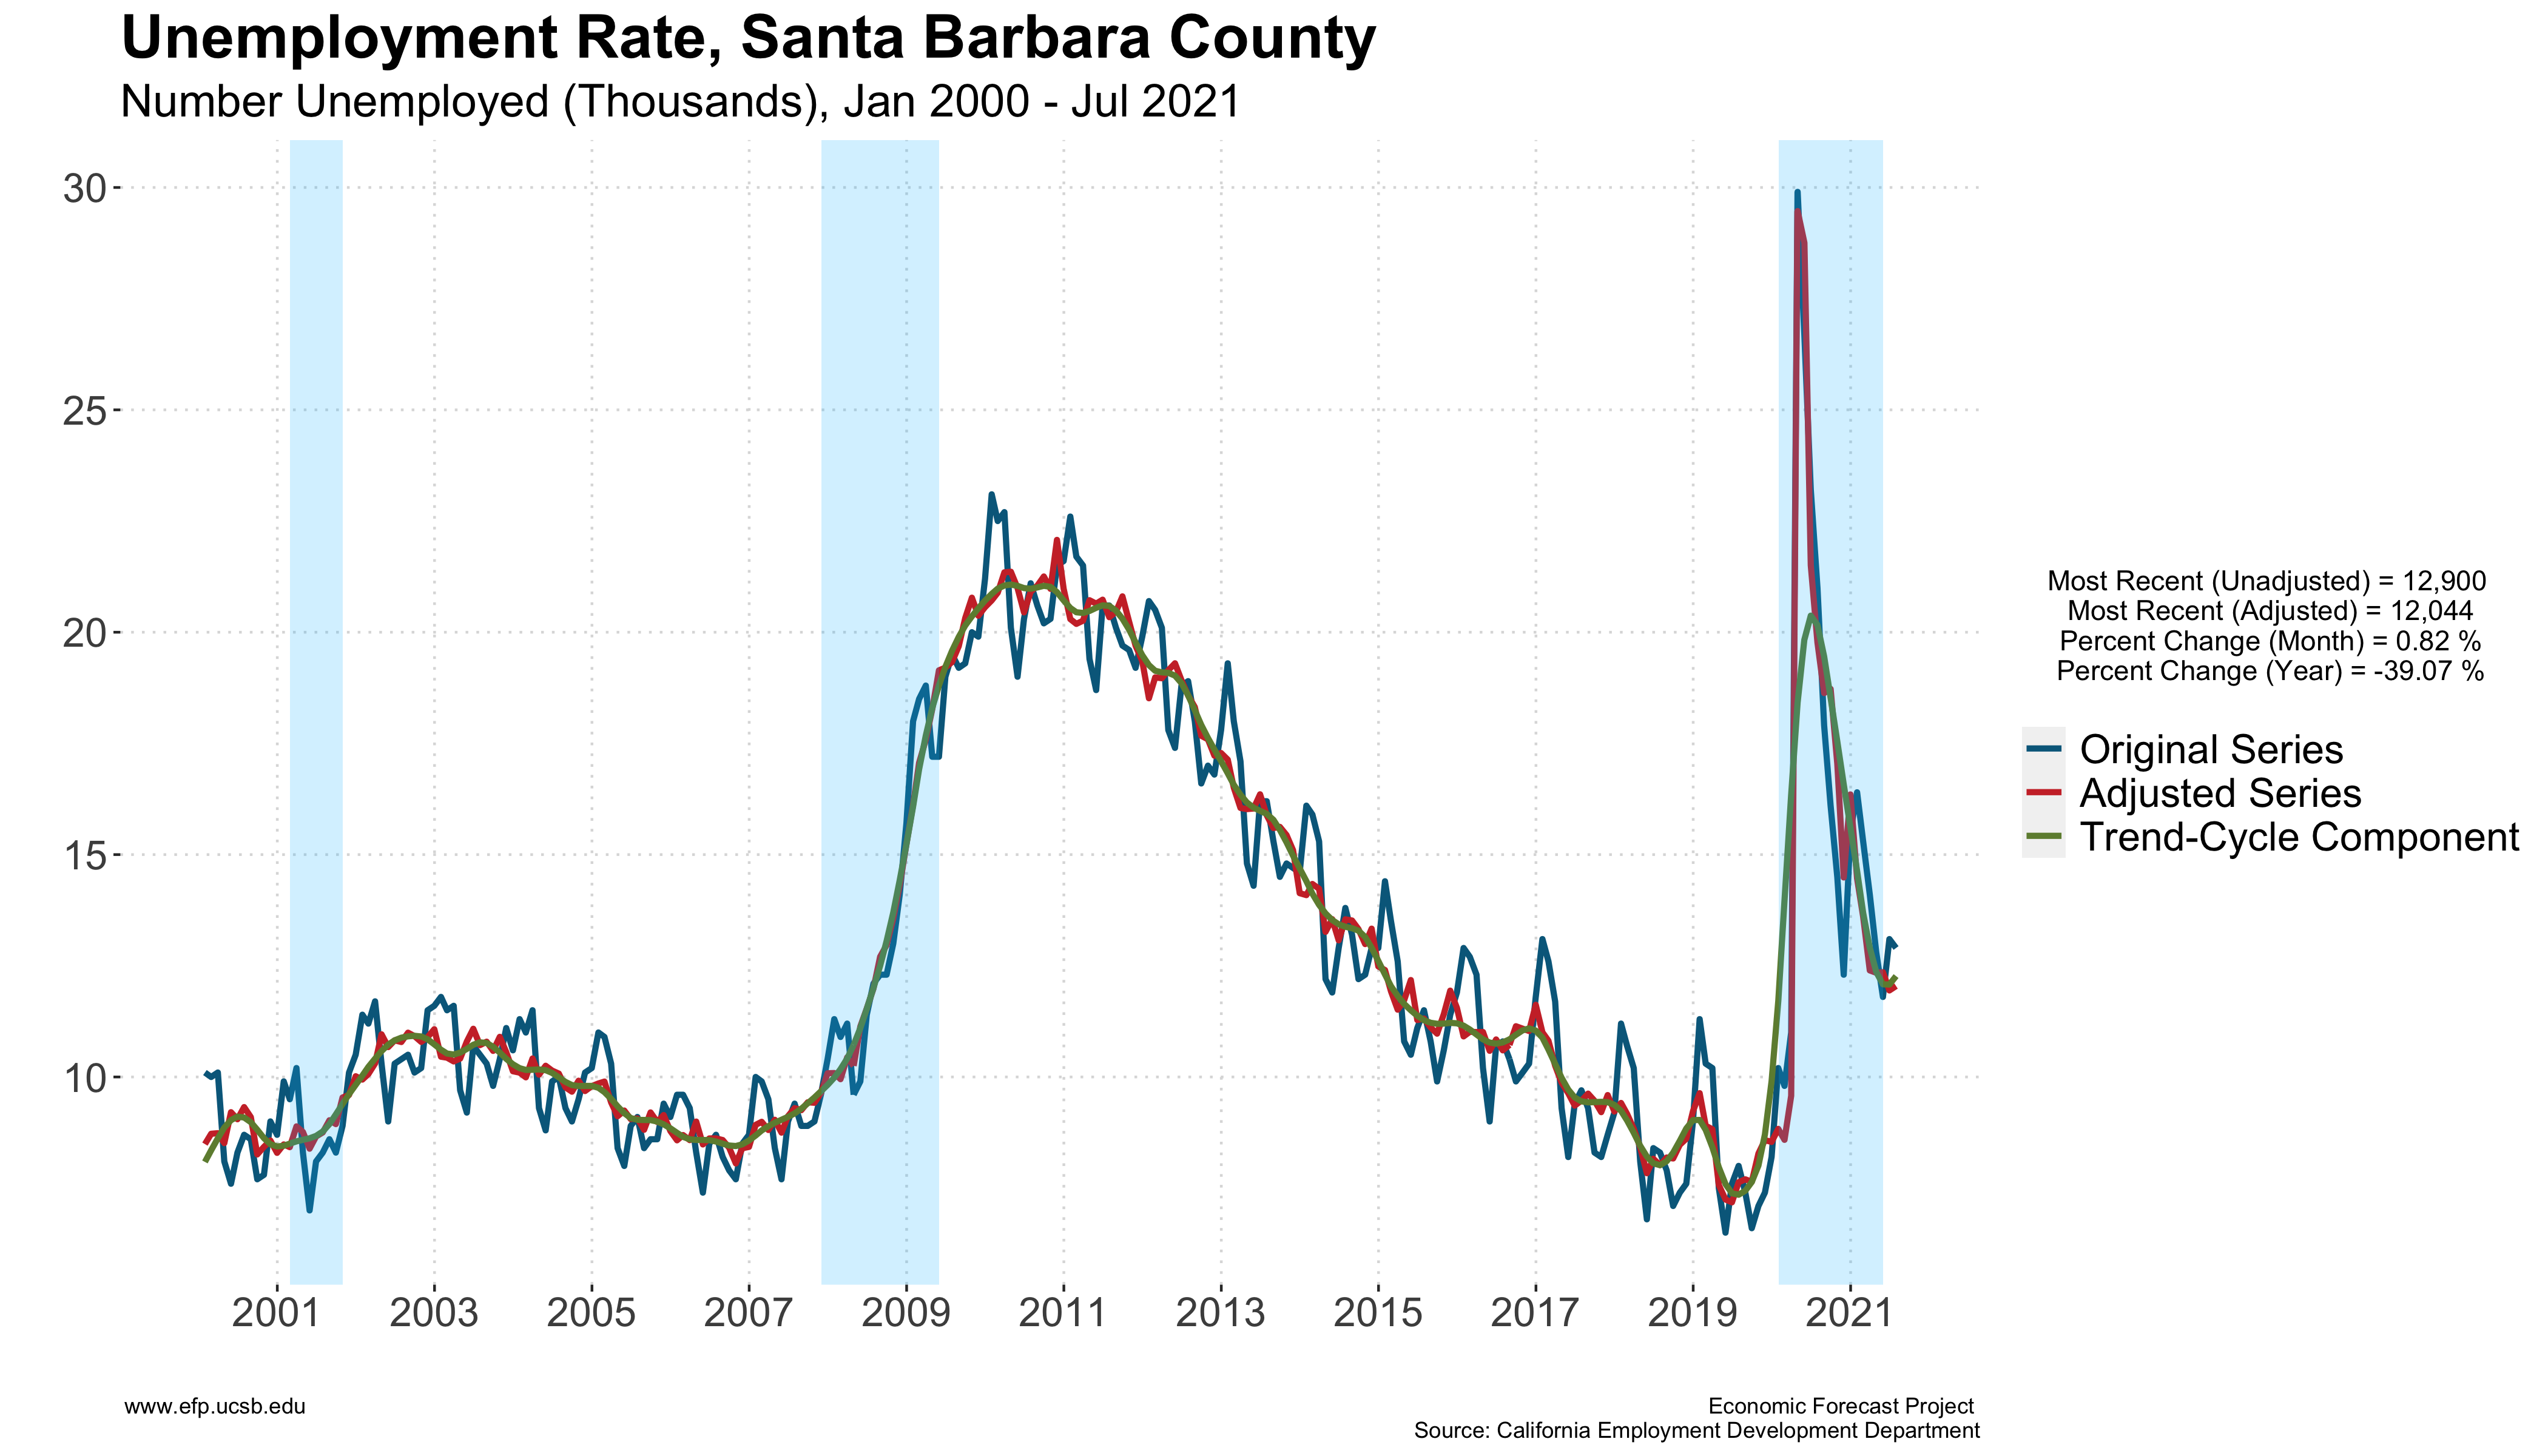 Unemployment Rate, Santa Barbara County
Number Unemployed (Thousands), Jan 2000 - Jul 2021
30
25
20
15
10
2001 2003 2005 2007 2009 2011 2013 2015 2017 2019 2021
Most Recent (Unadjusted) = 12,900
Most Recent (Adjusted) = 12,044
Percent Change (Month) = 0.82 %
Percent Change (Year) = -39.07 %
Original Series
Adjusted Series
Trend-Cycle Component
www.efp.ucsb.edu
Economic Forecast Project
Source: California Employment Development Department